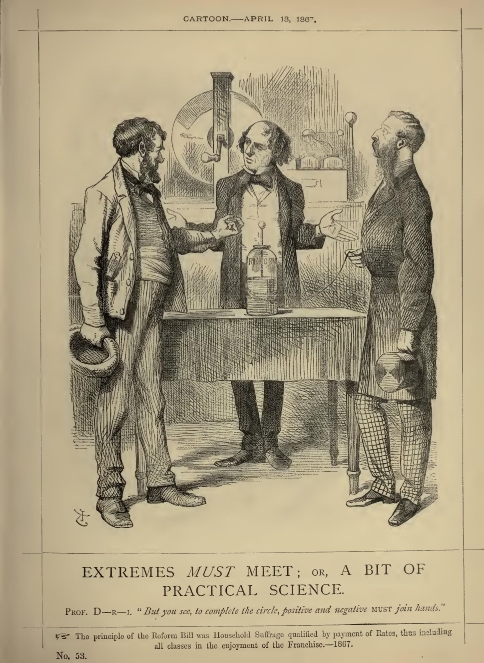 CARTOON.—APRIL 13, 1867.
EXTREMES MUST MEET; OR, A BIT OF
PRACTICAL SCIENCE.
PROF. D—R—I. "But you see, to complete the circle, positive and negative MUST join hands."
☞ The principle of the Reform Bill was Household Suffrage qualified by payment of Rates, thus including
all classes in the enjoyment of the Franchise.—1867.
No. 53.